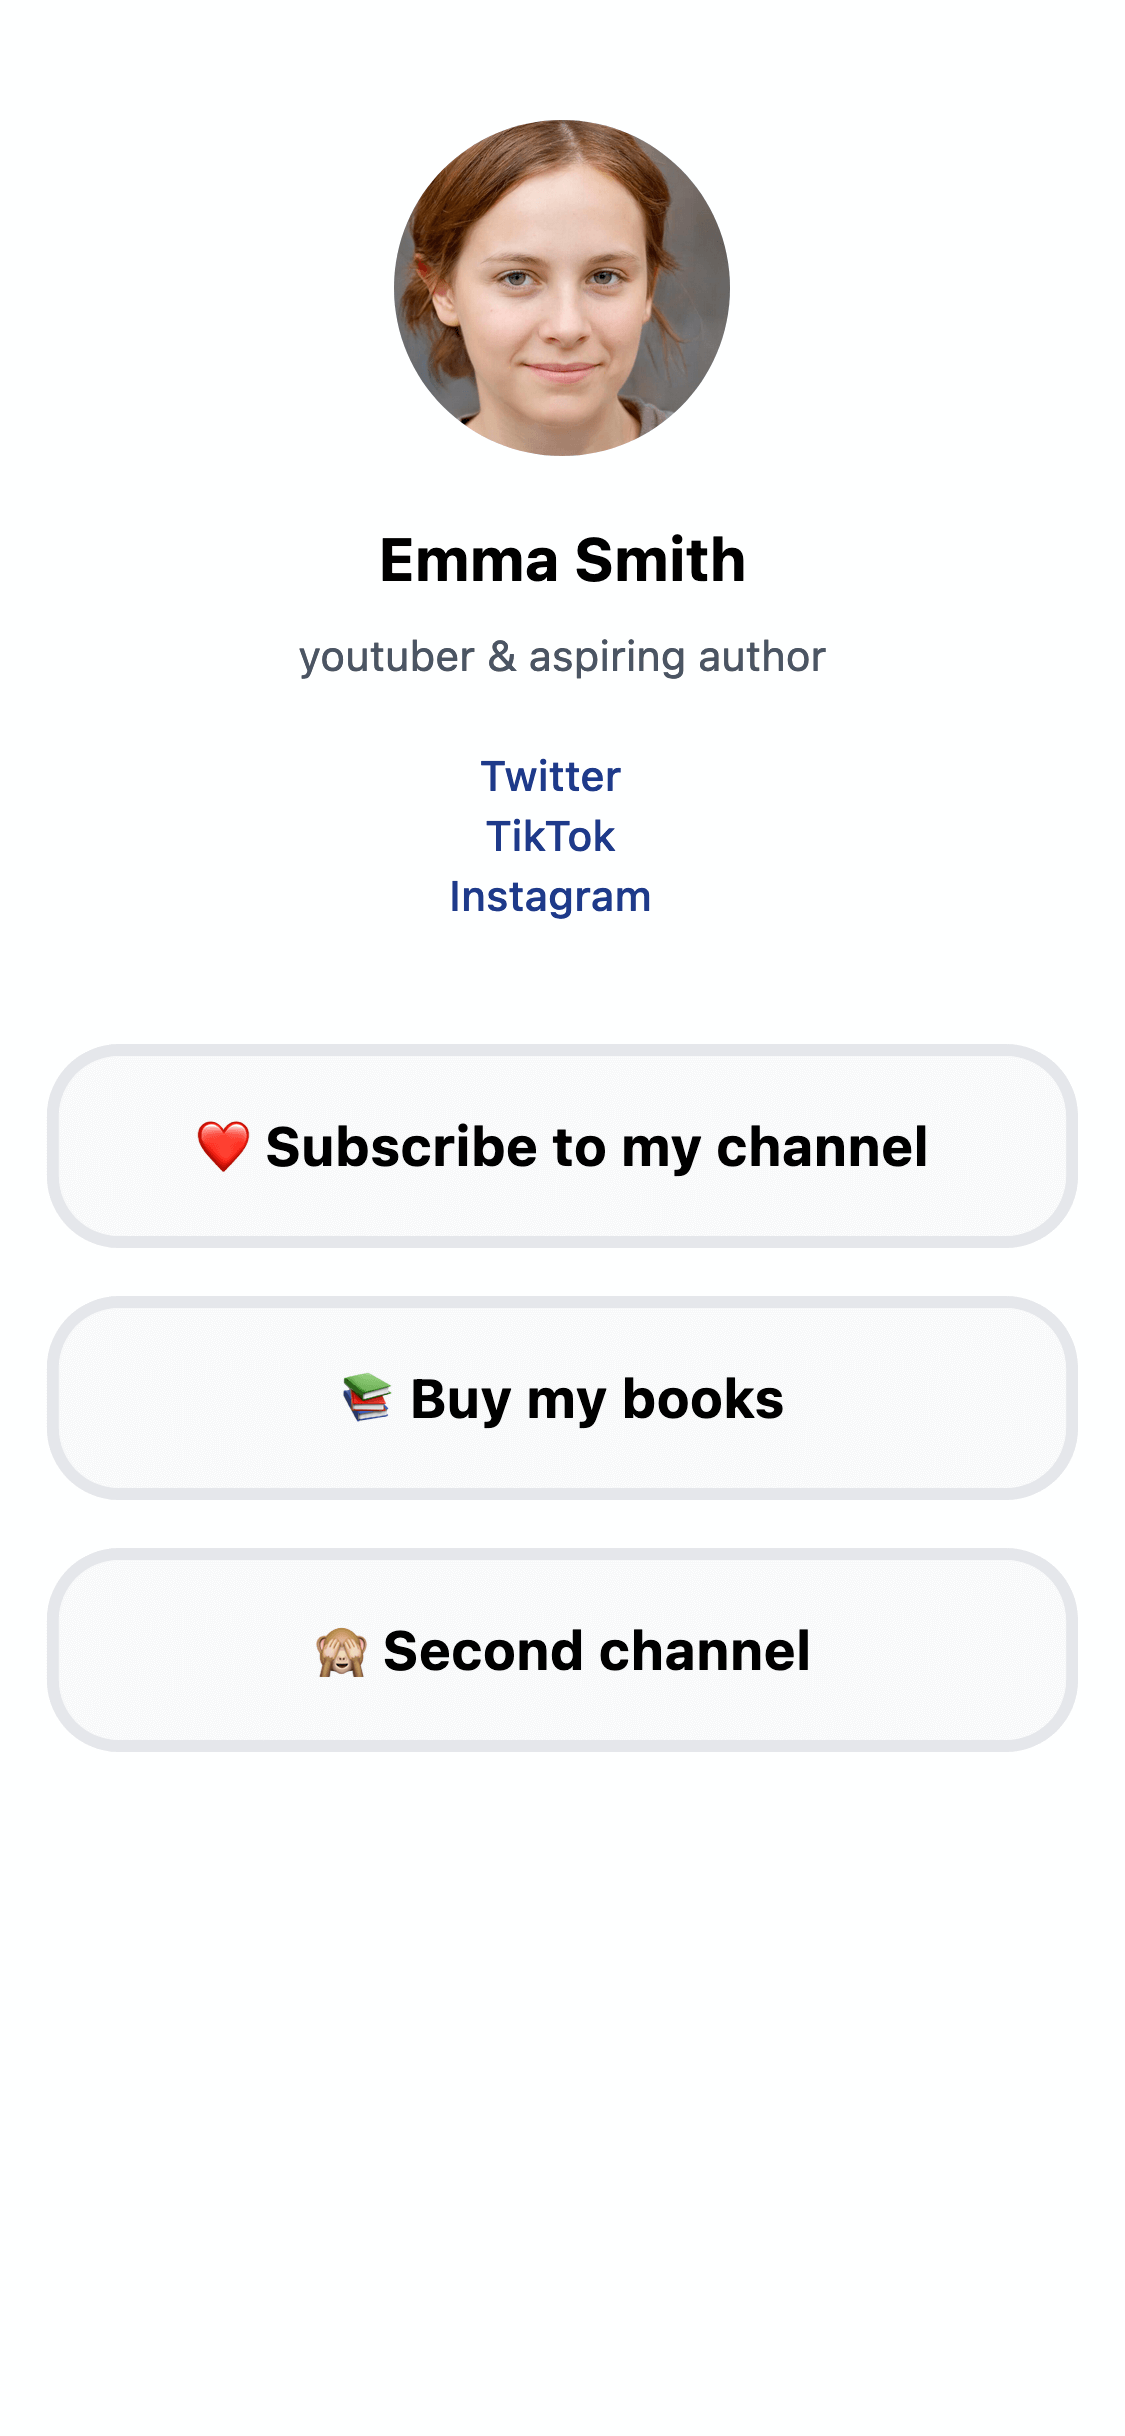 Emma Smith
youtuber & aspiring author
Twitter
TikTok
Instagram
❤️ Subscribe to my channel
📚 Buy my books
🙈 Second channel